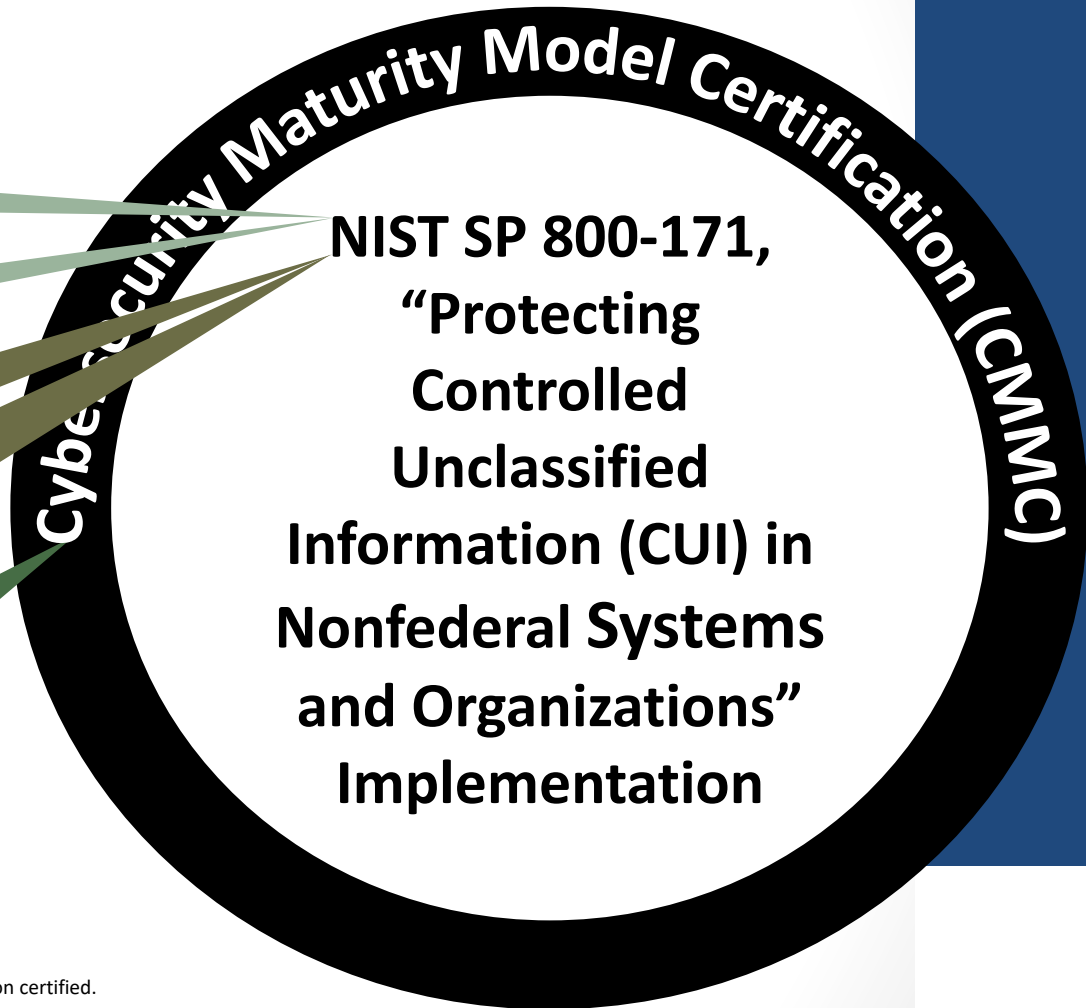 Cybersecurity Maturity Model Certification (CMMC)
NIST SP 800-171,
“Protecting
Controlled
Unclassified
Information (CUI) in
Nonfederal Systems
and Organizations”
Implementation
on certified.